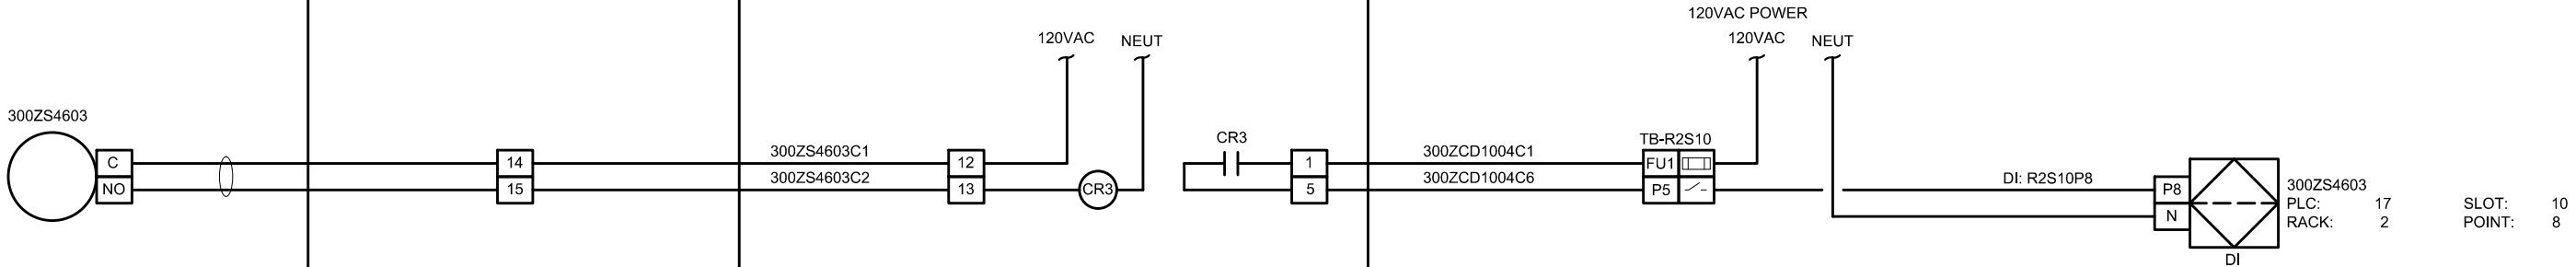 120VAC POWER
120VAC NEUT
120VAC NEUT
300ZS4603
C 14 300ZS4603C1 12
NO 15 300ZS4603C2 13 CR3
CR3
1 300ZCD1004C1
5 300ZCD1004C6
TB-R2S10
FU1
P5
DI: R2S10P8 P8
N
DI
300ZS4603
PLC: 17 SLOT: 10
RACK: 2 POINT: 8